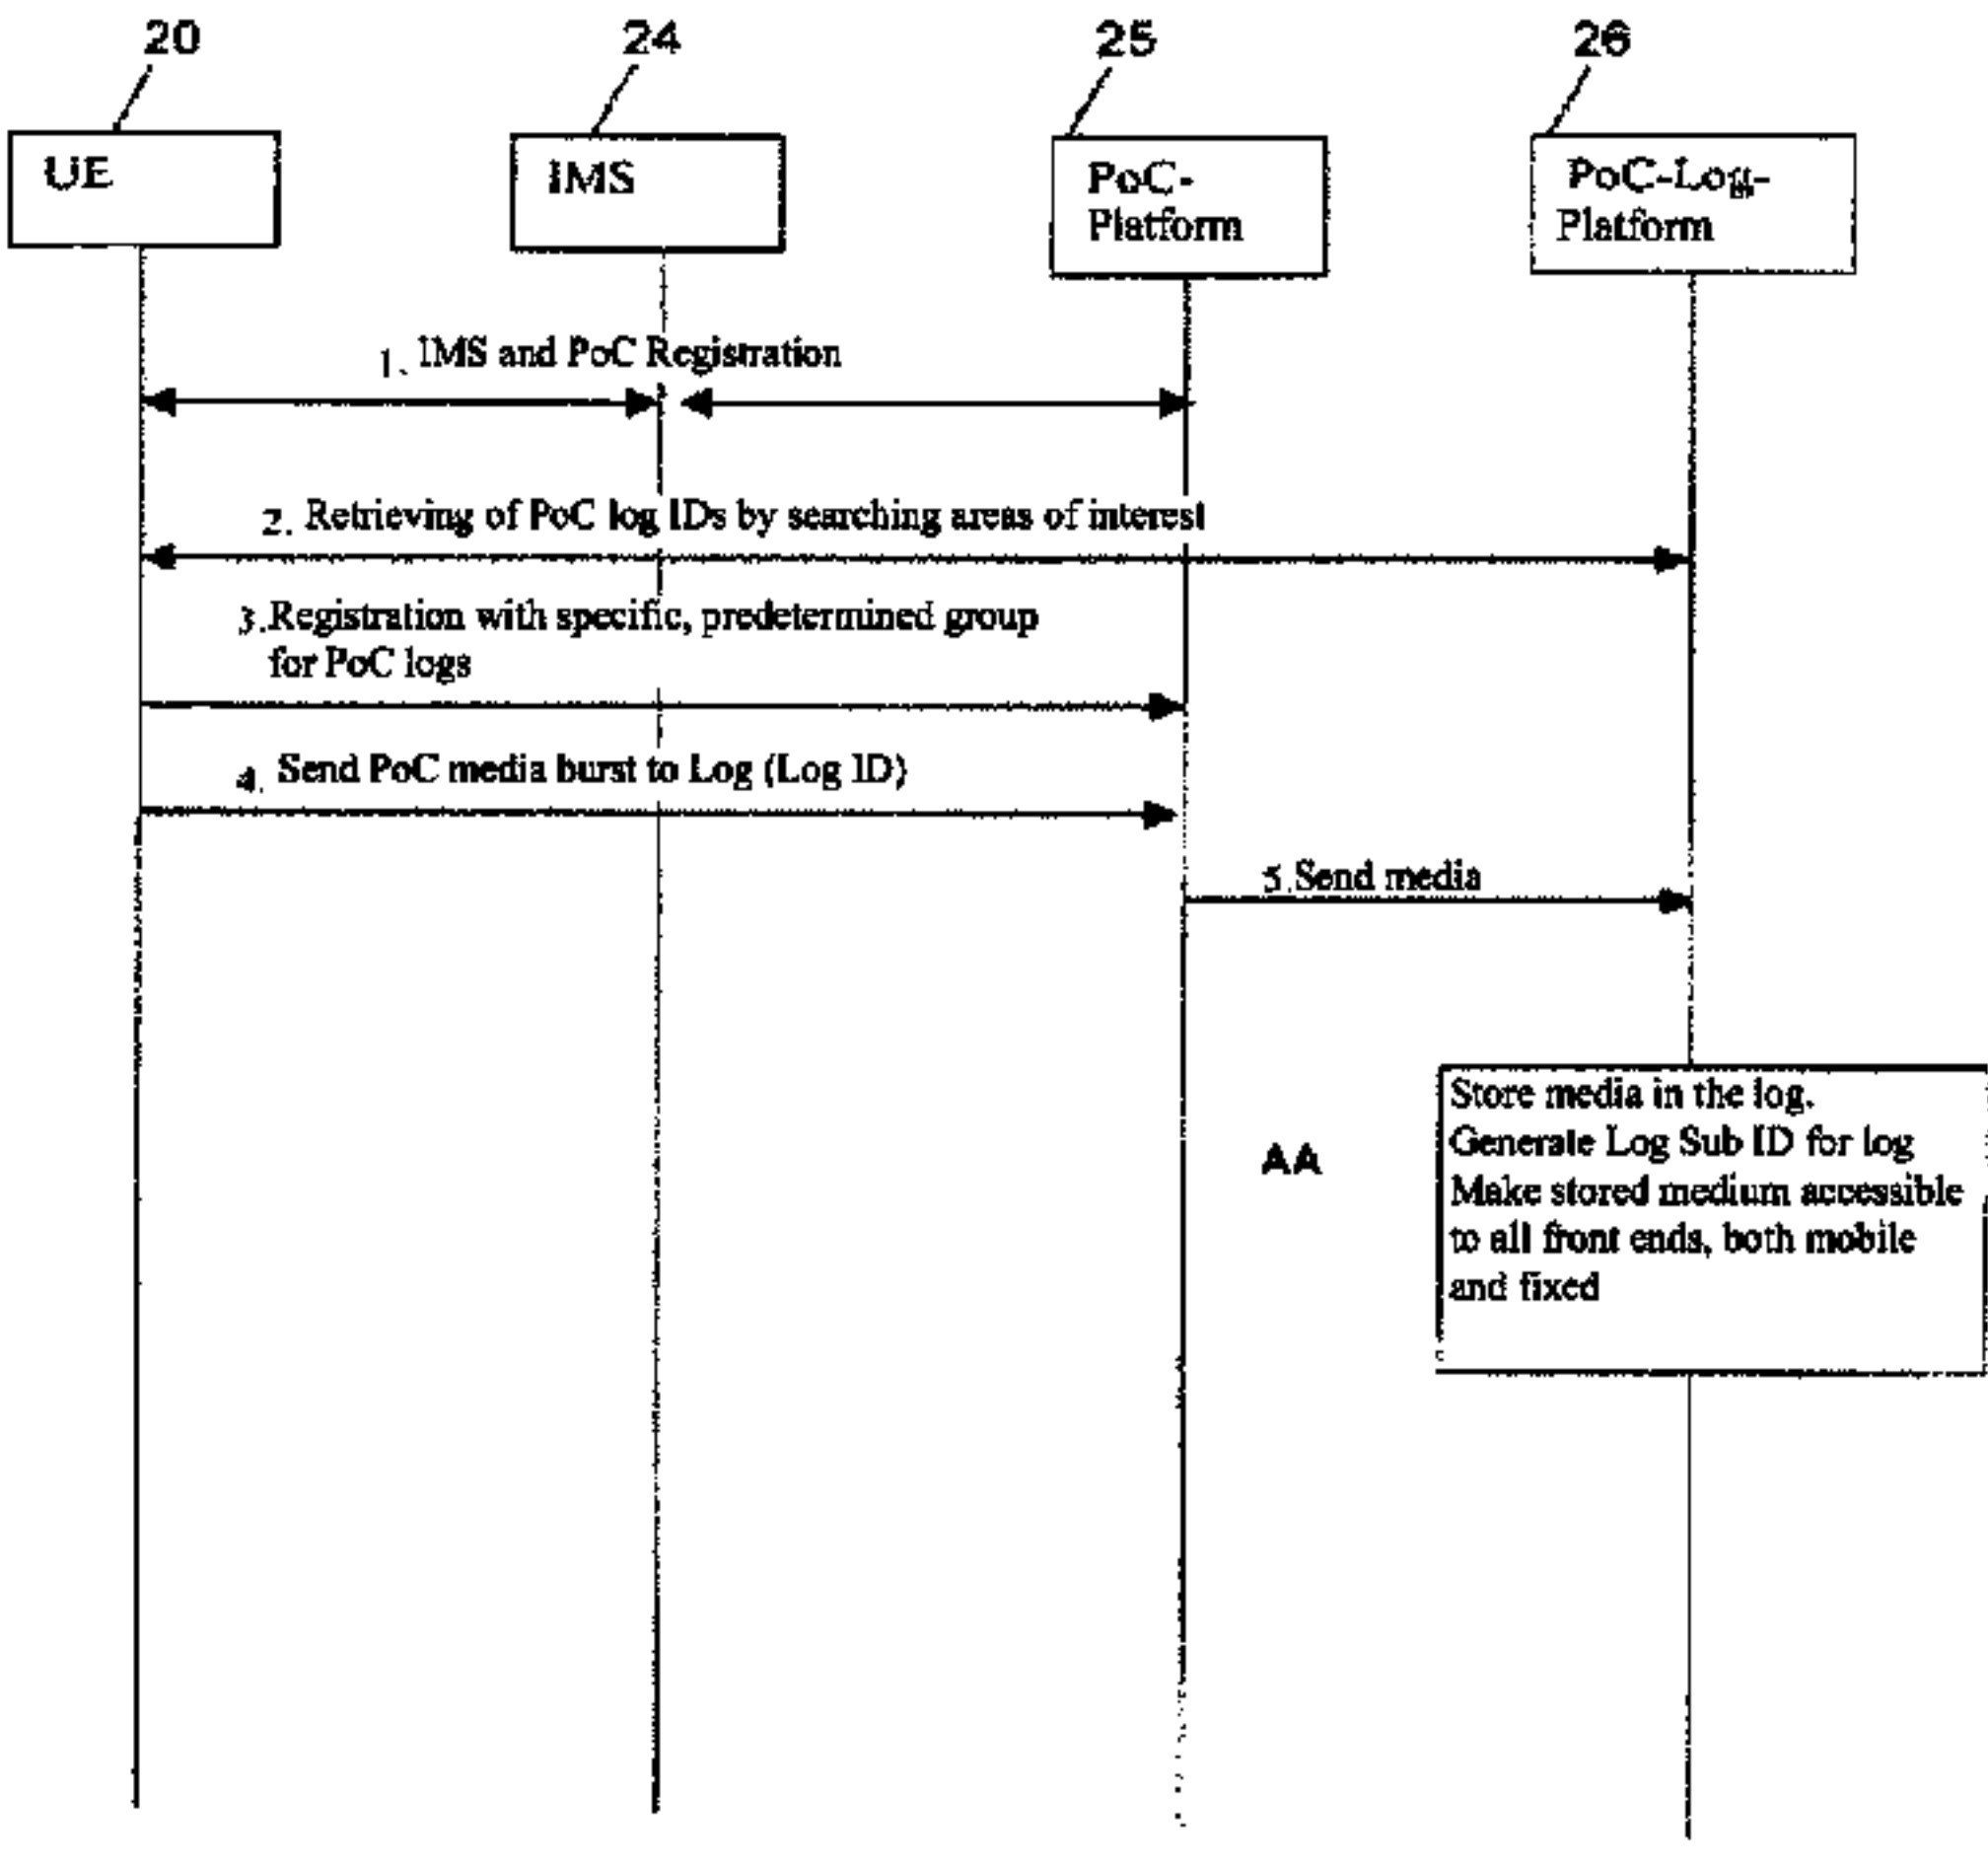 20
24
25
26
UE
IMS
PoC-
Platform
PoC-Log-
Platform
1. IMS and PoC Registration
2. Retrieving of PoC log IDs by searching areas of interest
3. Registration with specific, predetermined group
for PoC logs
4. Send PoC media burst to Log (Log ID)
5. Send media
AA
Store media in the log.
Generate Log Sub ID for log
Make stored medium accessible
to all front ends, both mobile
and fixed